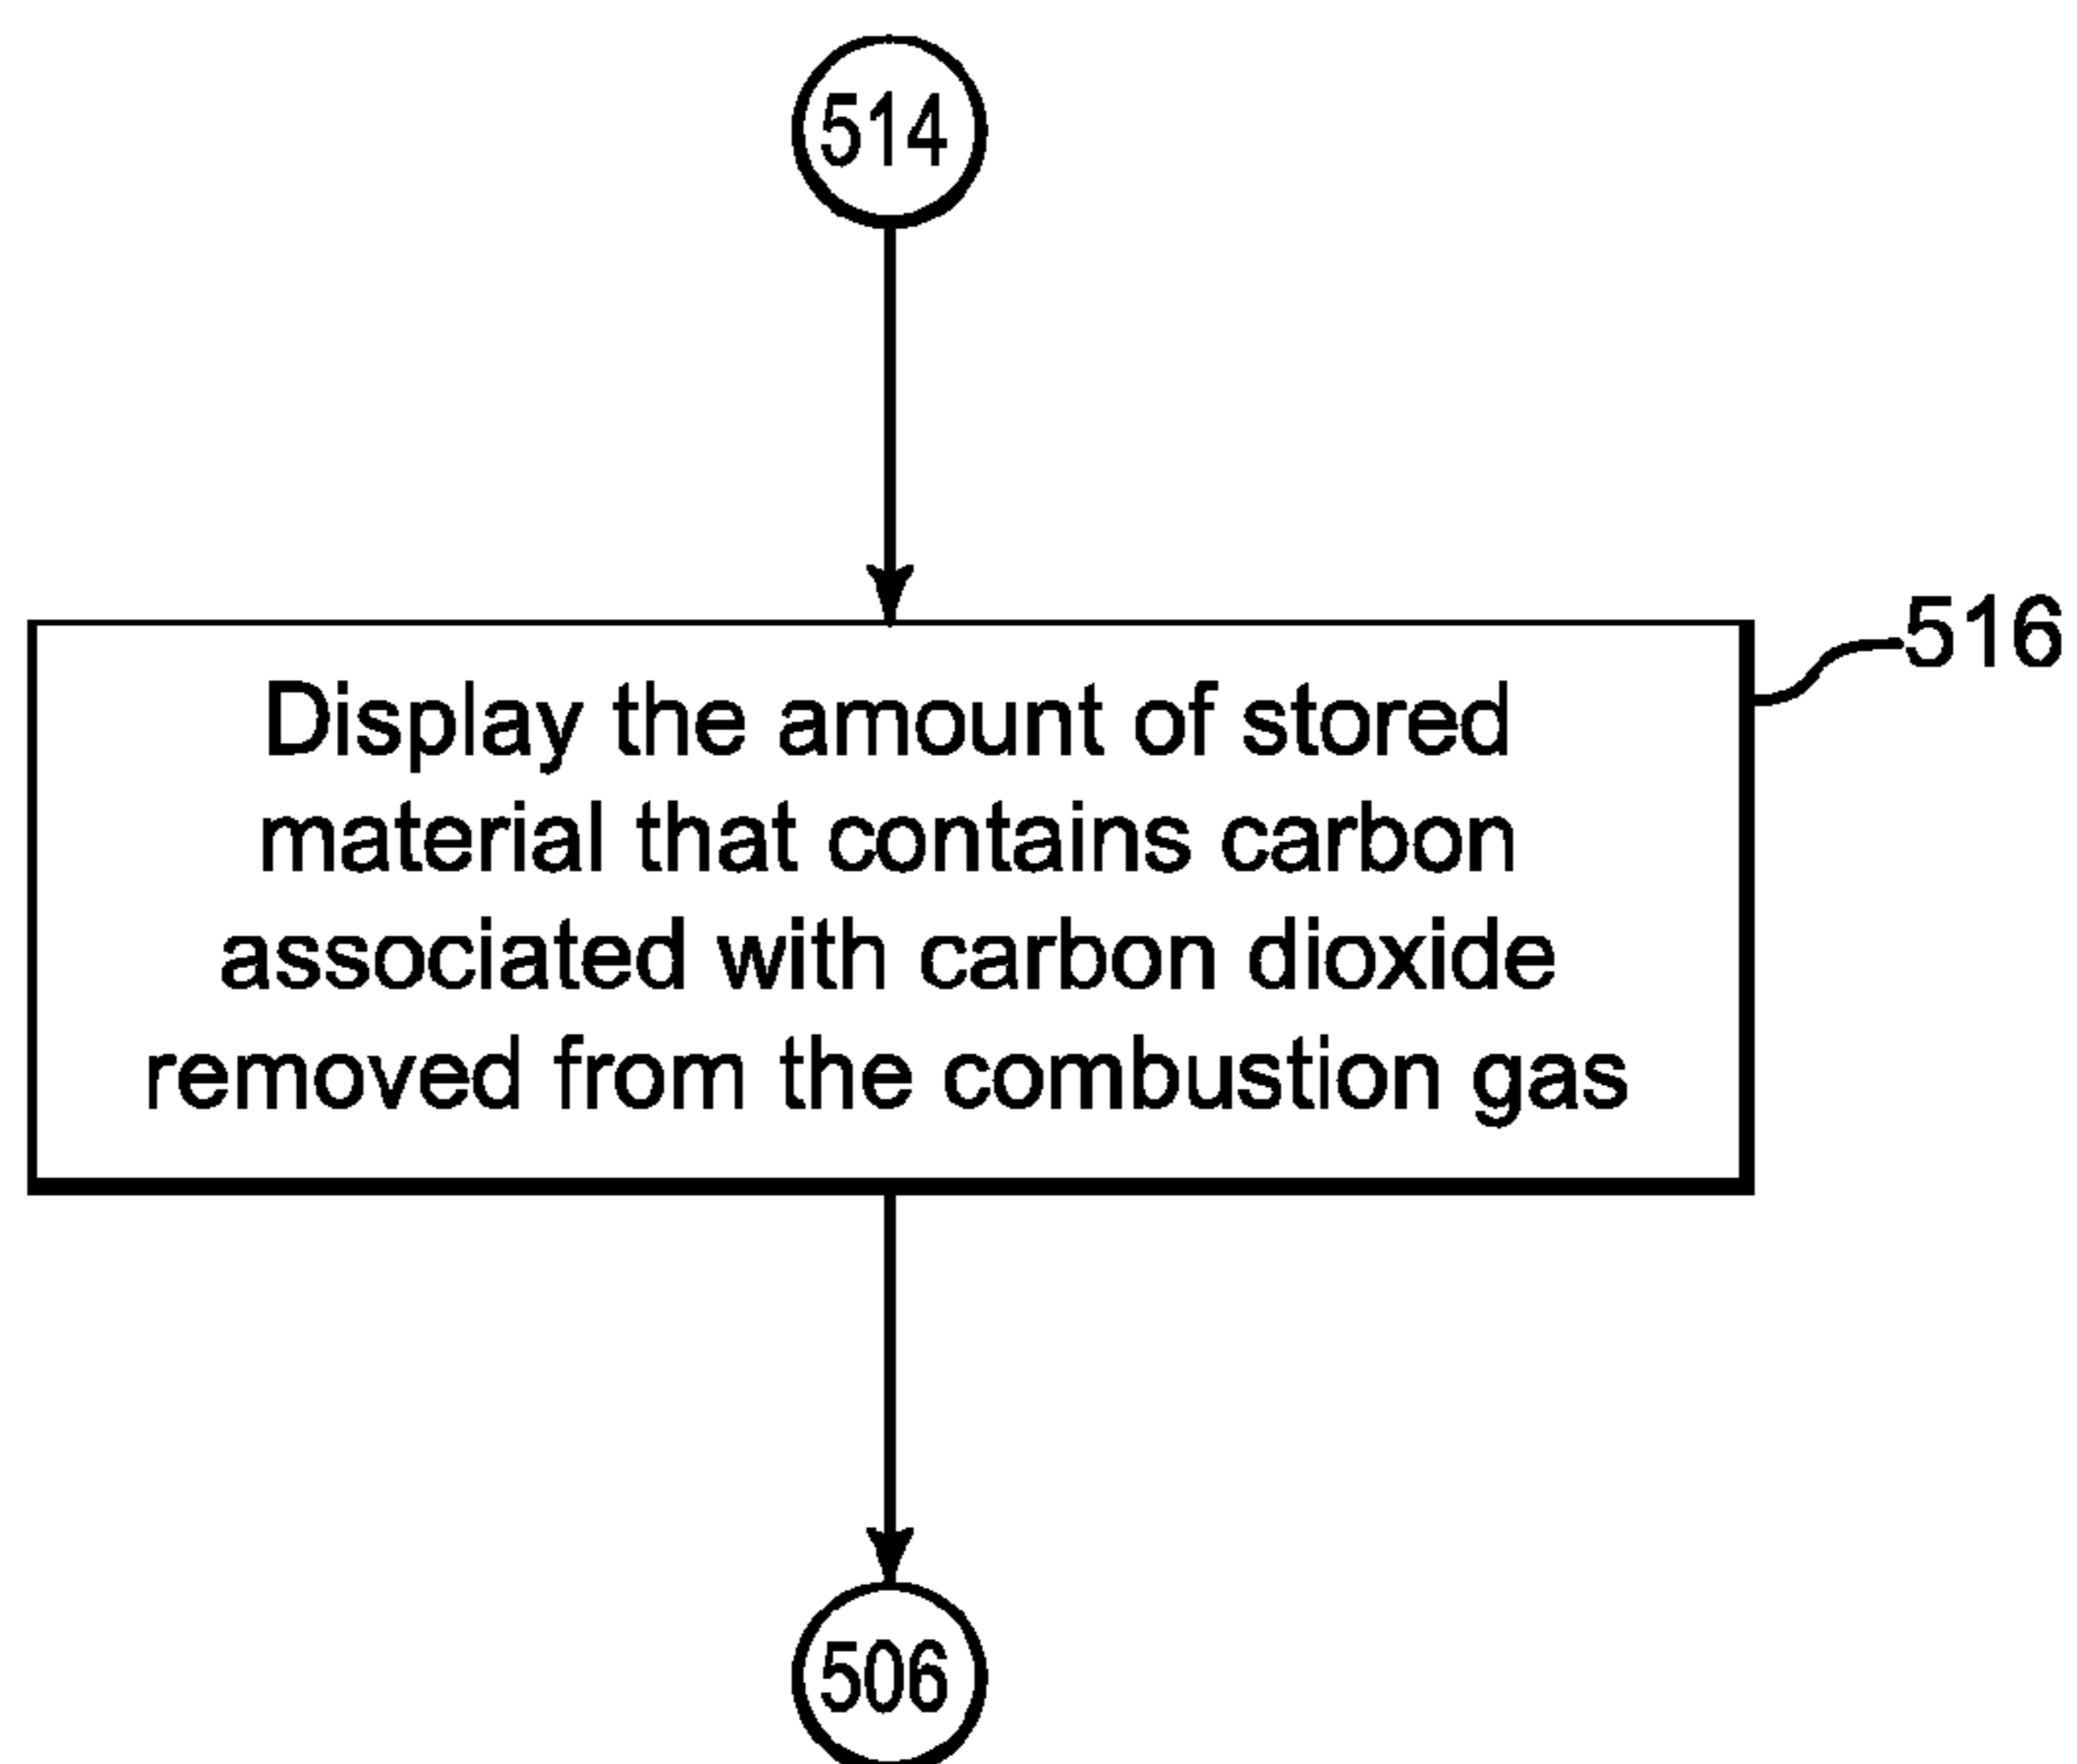 514
516
Display the amount of stored
material that contains carbon
associated with carbon dioxide
removed from the combustion gas
506